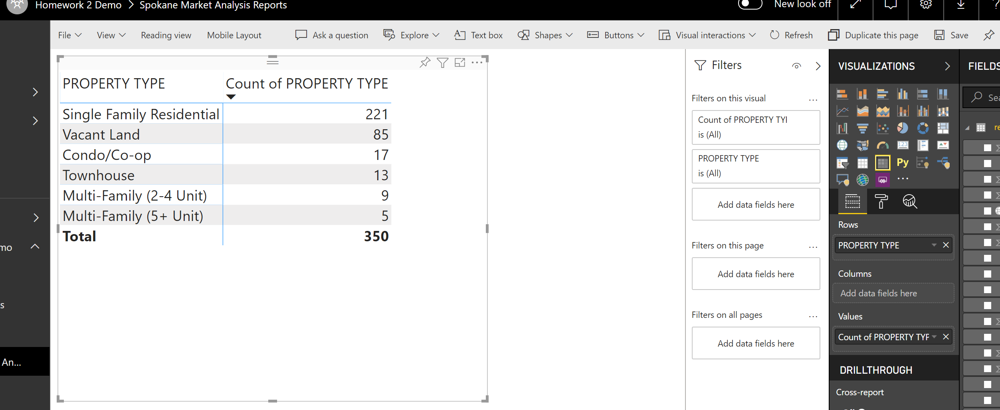 Homework 2 Demo > Spokane Market Analysis Reports
New look off
File View Reading view Mobile Layout Ask a question Explore Text box Shapes Buttons Visual interactions Refresh Duplicate this page Save
PROPERTY TYPE Count of PROPERTY TYPE
Single Family Residential 221
Vacant Land 85
Condo/Co-op 17
Townhouse 13
Multi-Family (2-4 Unit) 9
Multi-Family (5+ Unit) 5
Total 350
mo
s
An...
Filters
Filters on this visual ...
Count of PROPERTY TYI
is (All)
PROPERTY TYPE
is (All)
Add data fields here
Filters on this page ...
Add data fields here
Filters on all pages ...
Add data fields here
VISUALIZATIONS
123
Py
...
Rows
PROPERTY TYPE
Columns
Add data fields here
Values
Count of PROPERTY TYP
DRILLTHROUGH
Cross-report
FIELDS
Sea
re